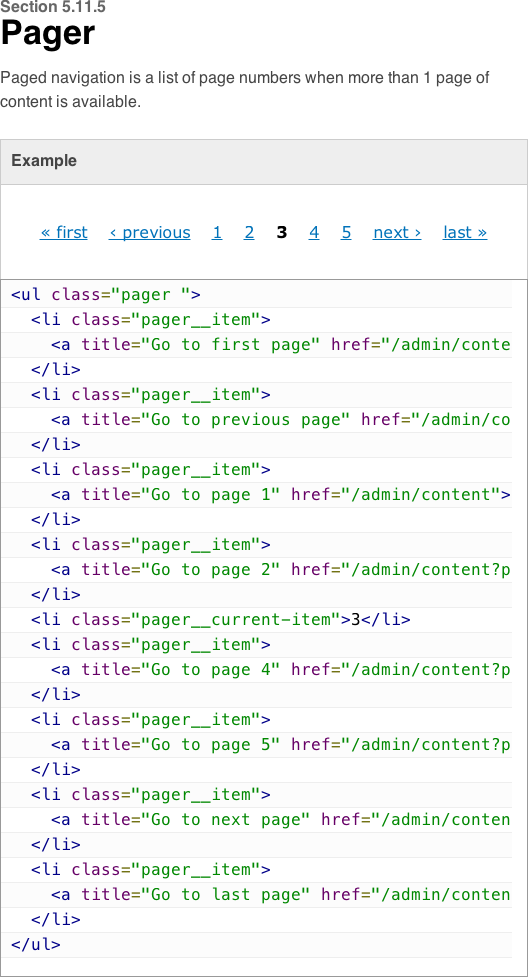 Section 5.11.5
Pager
Paged navigation is a list of page numbers when more than 1 page of
content is available.
Example
« first ‹ previous 1 2 3 4 5 next › last »
<ul class="pager ">
  <li class="pager__item">
    <a title="Go to first page" href="/admin/conte
  </li>
  <li class="pager__item">
    <a title="Go to previous page" href="/admin/co
  </li>
  <li class="pager__item">
    <a title="Go to page 1" href="/admin/content">
  </li>
  <li class="pager__item">
    <a title="Go to page 2" href="/admin/content?p
  </li>
  <li class="pager__current-item">3</li>
  <li class="pager__item">
    <a title="Go to page 4" href="/admin/content?p
  </li>
  <li class="pager__item">
    <a title="Go to page 5" href="/admin/content?p
  </li>
  <li class="pager__item">
    <a title="Go to next page" href="/admin/conten
  </li>
  <li class="pager__item">
    <a title="Go to last page" href="/admin/conten
  </li>
</ul>